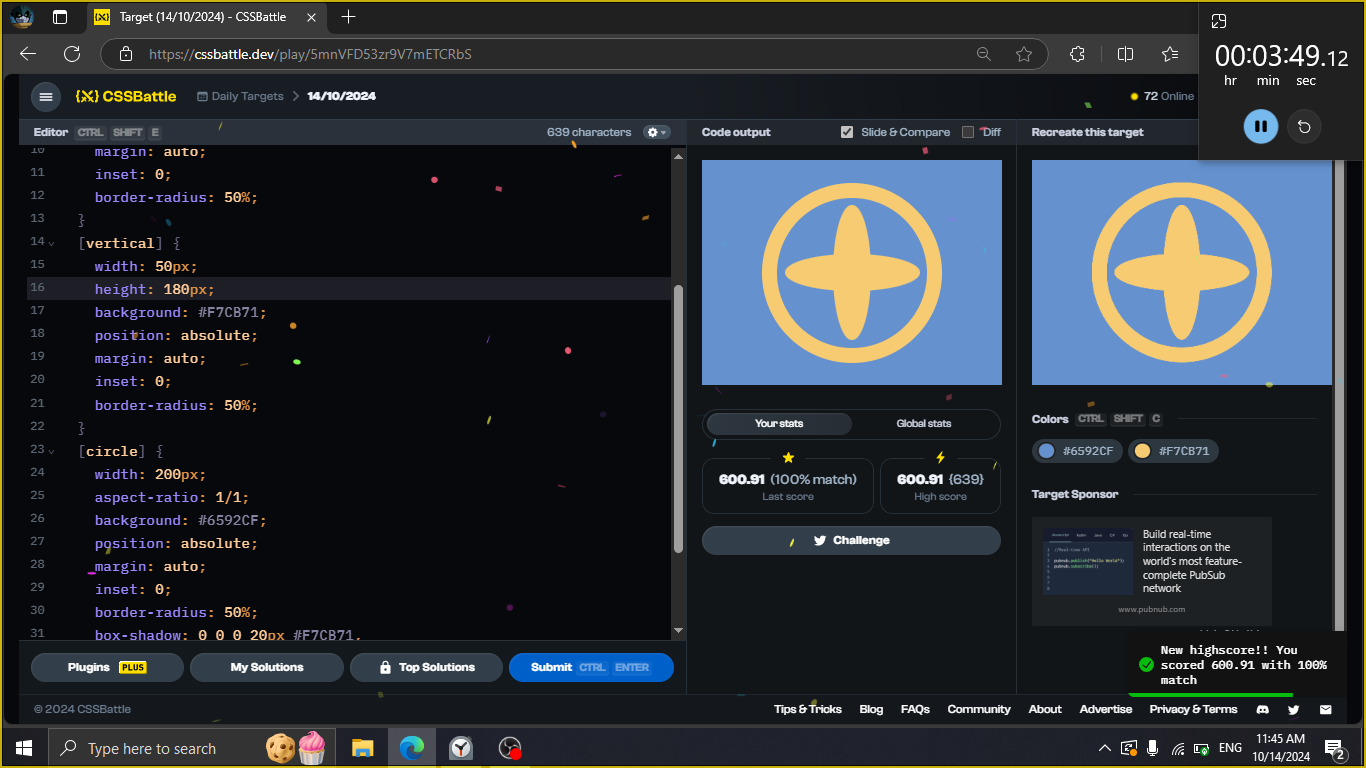 Target (14/10/2024) - CSSBattle
https://cssbattle.dev/play/5mnVFD53zr9V7mETCRbS
00:03:49.12
hr min sec
{X} CSSBattle
Daily Targets > 14/10/2024
72 Online
Editor CTRL SHIFT E
639 characters
Code output
Slide & Compare
Diff
Recreate this target
10 margin: auto;
11 inset: 0;
12 border-radius: 50%;
13 }
14 [vertical] {
15 width: 50px;
16 height: 180px;
17 background: #F7CB71;
18 position: absolute;
19 margin: auto;
20 inset: 0;
21 border-radius: 50%;
22 }
23 [circle] {
24 width: 200px;
25 aspect-ratio: 1/1;
26 background: #6592CF;
27 position: absolute;
28 margin: auto;
29 inset: 0;
30 border-radius: 50%;
31 box-shadow: 0 0 0 20px #F7CB71,
Your stats
Global stats
600.91 (100% match)
Last score
600.91 {639}
High score
Challenge
Colors CTRL SHIFT C
#6592CF
#F7CB71
Target Sponsor
Build real-time
interactions on the
world's most feature-
complete PubSub
network
www.pubnub.com
Plugins PLUS
My Solutions
Top Solutions
Submit CTRL ENTER
New highscore!! You
scored 600.91 with 100%
match
© 2024 CSSBattle
Tips & Tricks
Blog
FAQs
Community
About
Advertise
Privacy & Terms
Type here to search
ENG
11:45 AM
10/14/2024
2